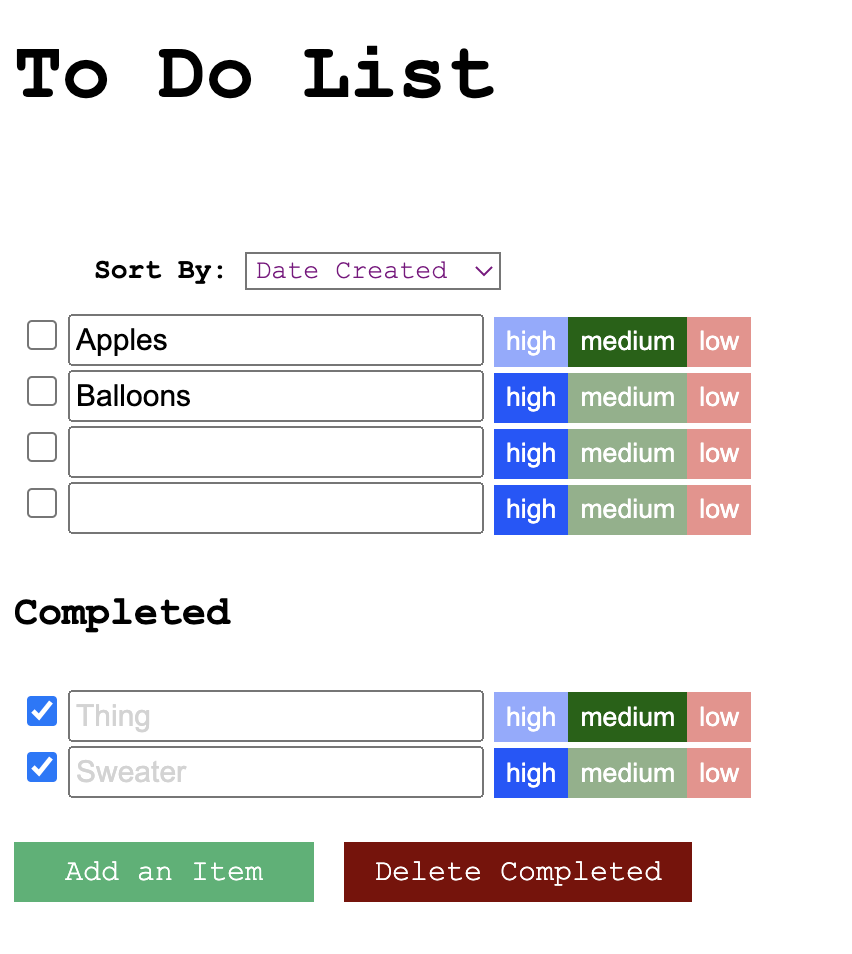 To Do List
Sort By: Date Created
Apples high medium low
Balloons high medium low
high medium low
high medium low
Completed
Thing high medium low
Sweater high medium low
Add an Item Delete Completed